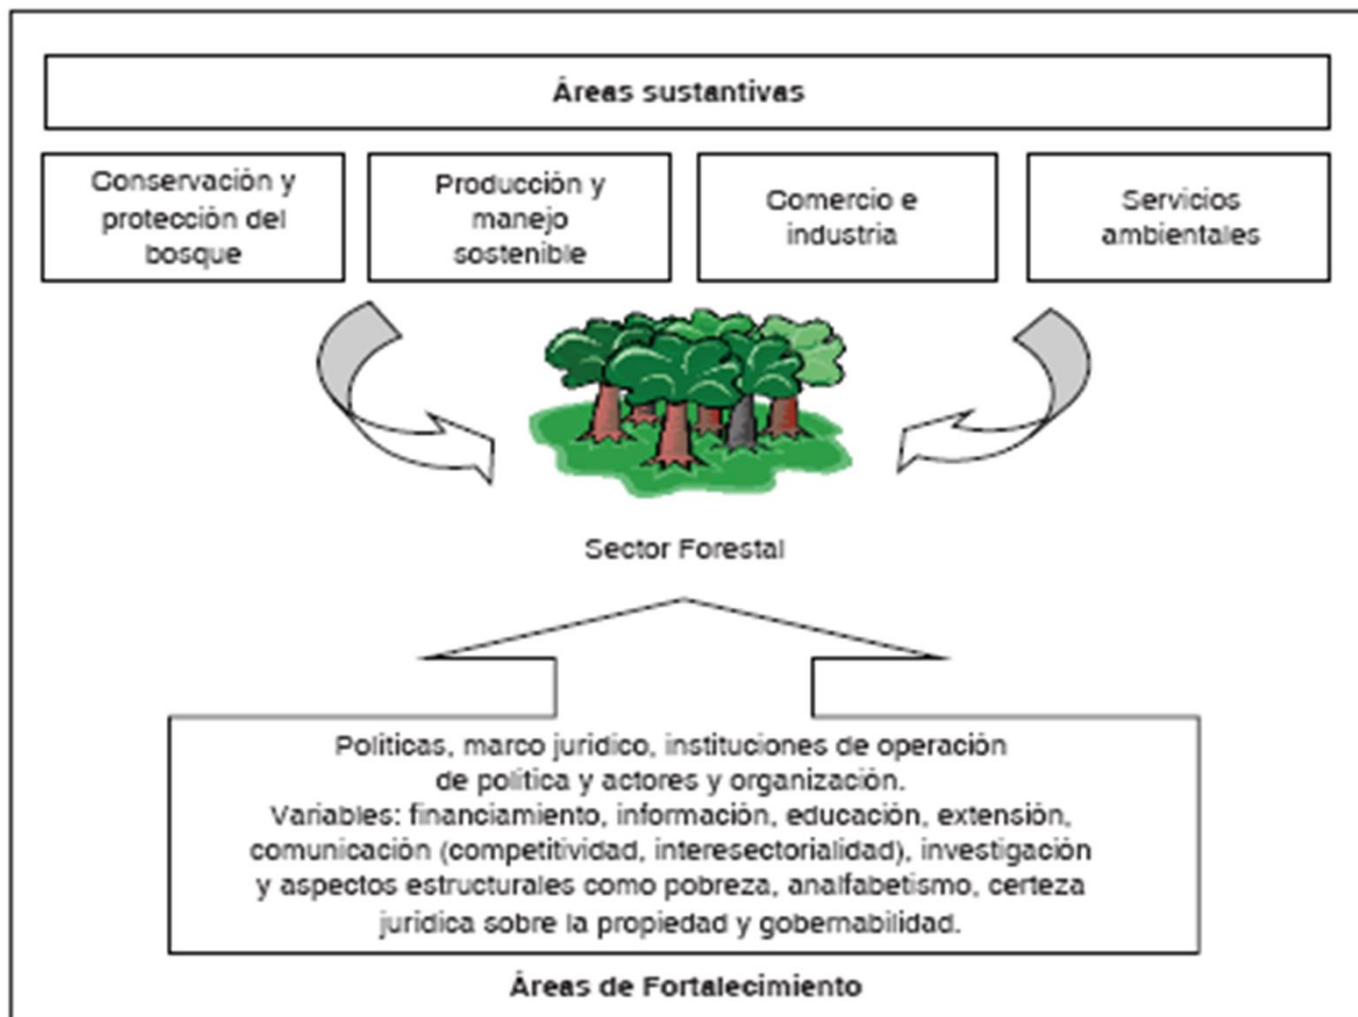 Áreas sustantivas
Conservación y
protección del
bosque
Producción y
manejo
sostenible
Comercio e
industria
Servicios
ambientales
Sector Forestal
Políticas, marco jurídico, instituciones de operación
de política y actores y organización.
Variables: financiamiento, información, educación, extensión,
comunicación (competitividad, interesectorialidad), investigación
y aspectos estructurales como pobreza, analfabetismo, certeza
jurídica sobre la propiedad y gobernabilidad.
Áreas de Fortalecimiento